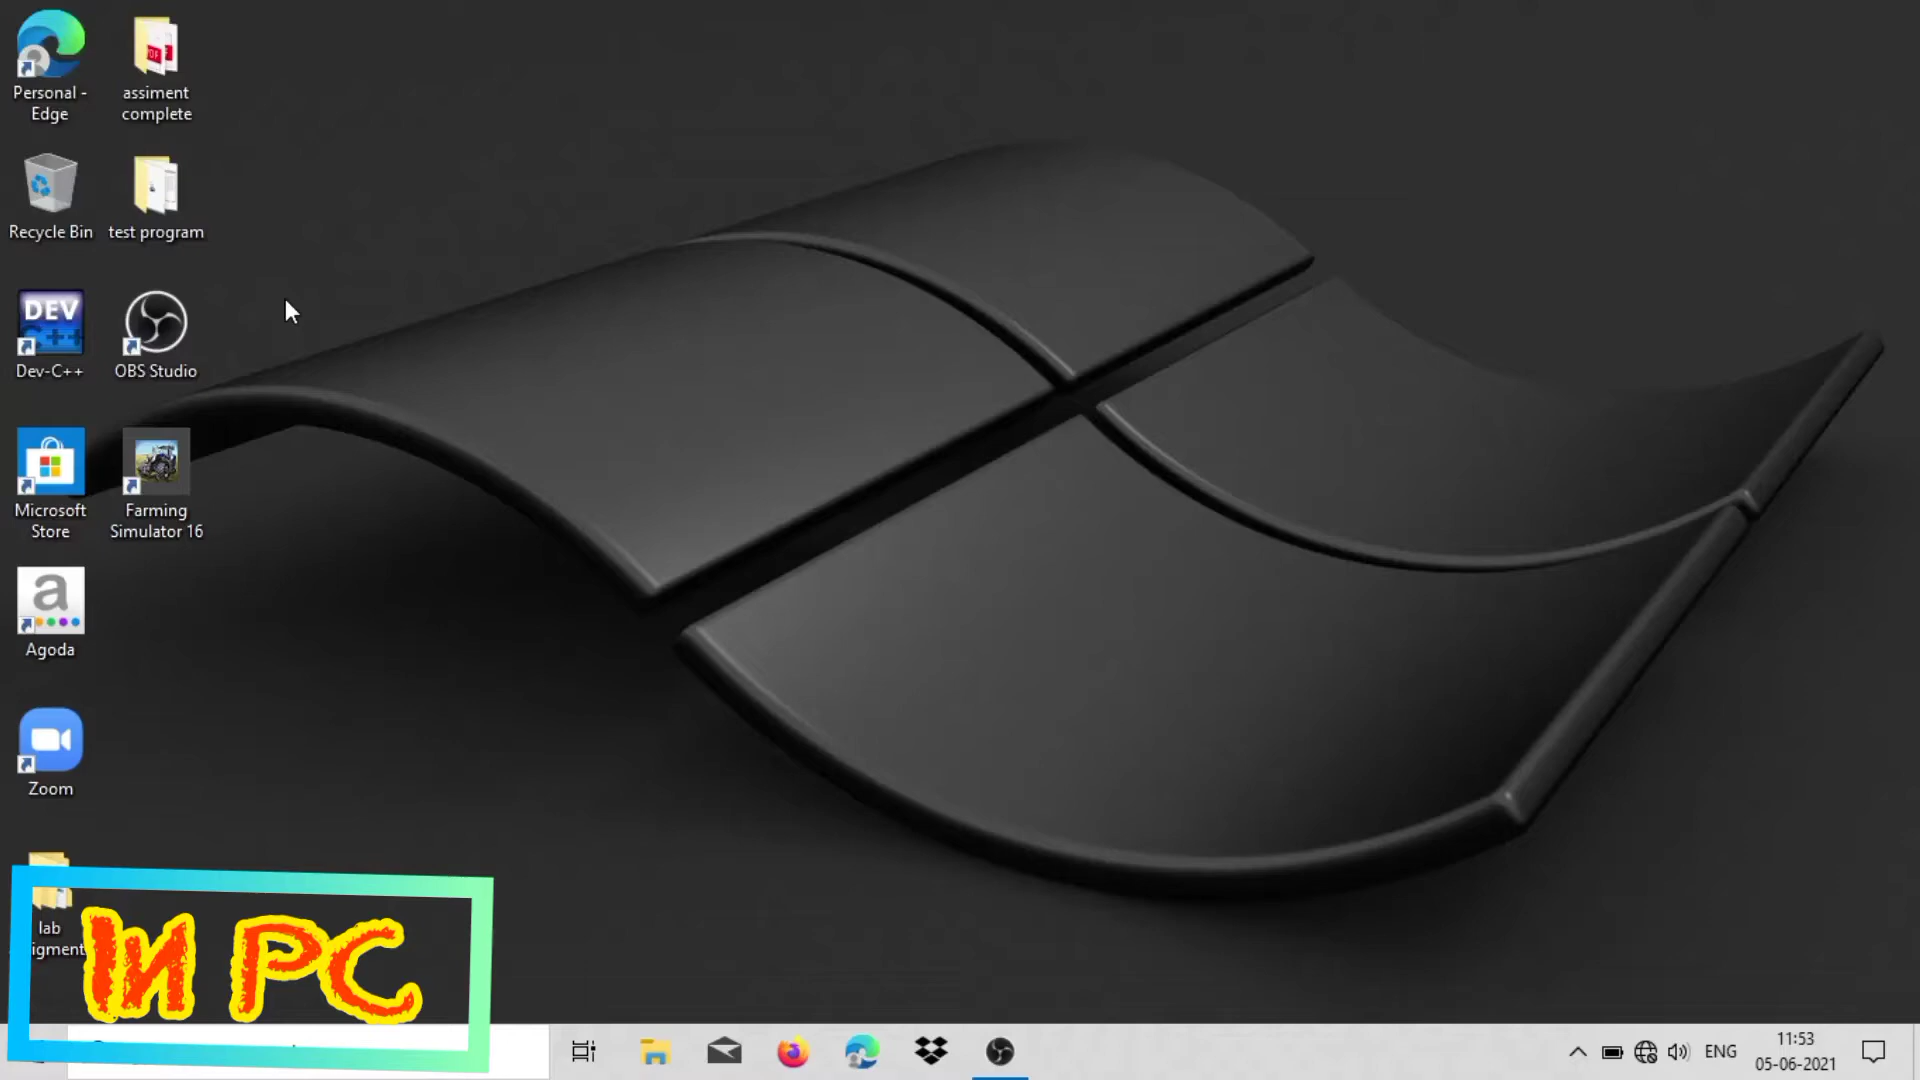 Personal -
Edge
assiment
complete
Recycle Bin
test program
DEV
C++
Dev-C++
OBS Studio
Microsoft
Store
Farming
Simulator 16
a
Agoda
Zoom
lab
igment
In PC
ENG
11:53
05-06-2021